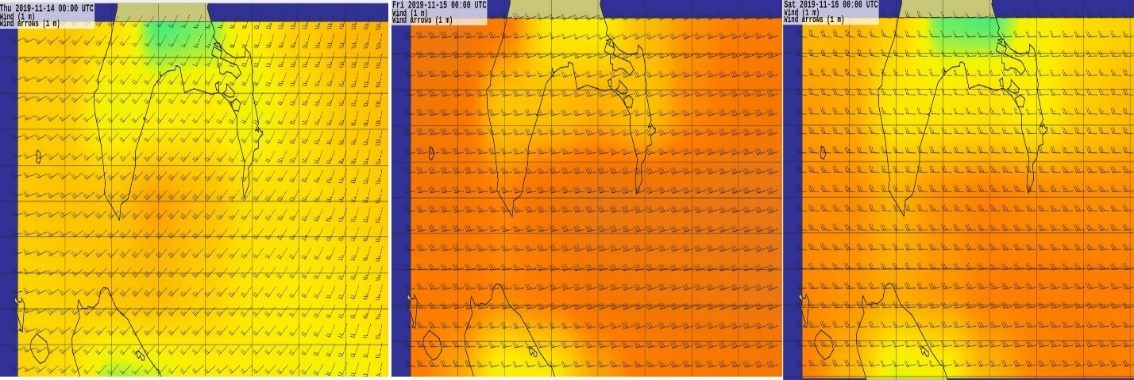 Thu 2019-11-14 00:00 UTC
Wind (1 m)
Wind Arrows (1 m)
Fri 2019-11-15 00:00 UTC
Wind (1 m)
Wind Arrows (1 m)
Sat 2019-11-16 00:00 UTC
Wind (1 m)
Wind Arrows (1 m)